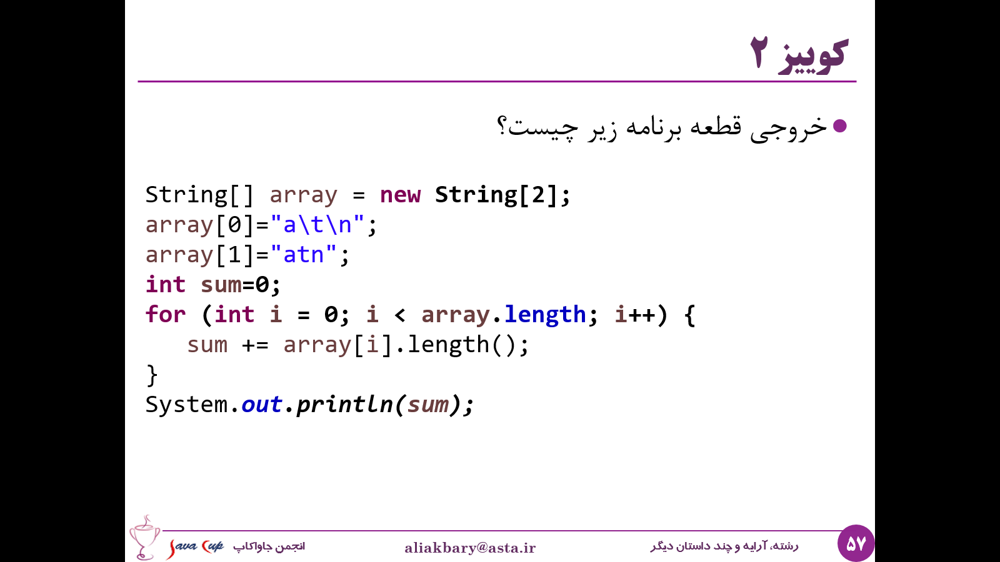 کوییز ۲
خروجی قطعه برنامه زیر چیست؟
String[] array = new String[2];
array[0]="a\t\n";
array[1]="atn";
int sum=0;
for (int i = 0; i < array.length; i++) {
   sum += array[i].length();
}
System.out.println(sum);
۵۷
رشته، آرایه و چند داستان دیگر
aliakbary@asta.ir
انجمن جاواکاپ
Java Cup